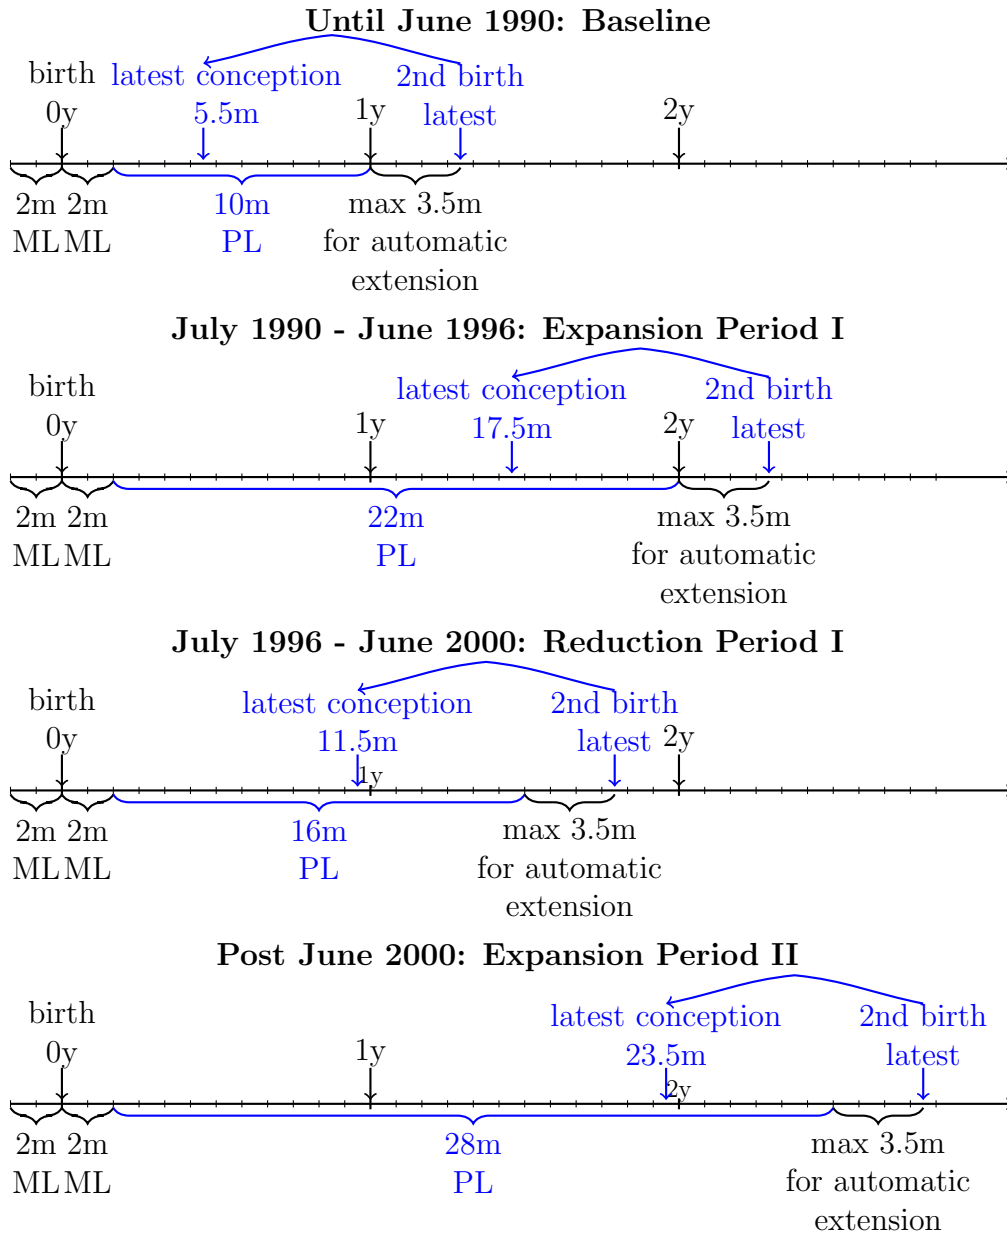 Until June 1990: Baseline
birth latest conception 2nd birth
0y 5.5m 1y latest 2y
2m 2m 10m max 3.5m
ML ML PL for automatic
extension
July 1990 - June 1996: Expansion Period I
birth latest conception 2nd birth
0y 1y 17.5m 2y latest
2m 2m 22m max 3.5m
ML ML PL for automatic
extension
July 1996 - June 2000: Reduction Period I
birth latest conception 2nd birth
0y 11.5m latest 2y
1y
2m 2m 16m max 3.5m
ML ML PL for automatic
extension
Post June 2000: Expansion Period II
birth latest conception 2nd birth
0y 1y 23.5m latest
2y
2m 2m 28m max 3.5m
ML ML PL for automatic
extension